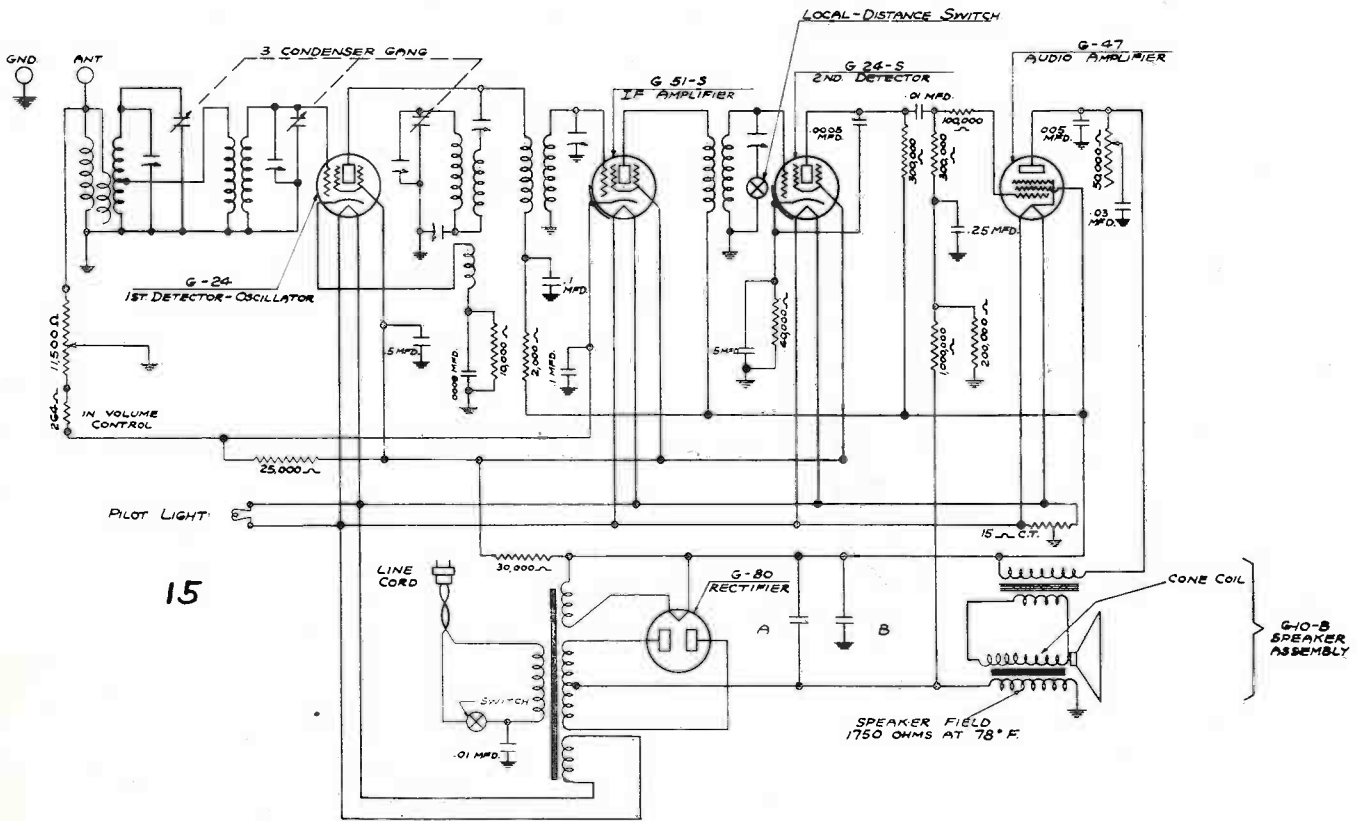 LOCAL-DISTANCE SWITCH
GND.
ANT
3 CONDENSER GANG
G-47
AUDIO AMPLIFIER
G 51-S
IF AMPLIFIER
G 24-S
2ND. DETECTOR
.01 MFD.
100,000
Ω
.0005
MFD.
300,000
Ω
300,000
Ω
.005
MFD.
50,000 Ω
.03 MFD.
.25 MFD.
G-24
1ST DETECTOR-OSCILLATOR
11,500 Ω
264 Ω
IN VOLUME
CONTROL
.5 MFD.
.0008 MFD.
10,000 Ω
2,000 Ω
.1
MFD.
.1 MFD.
.5 MFD.
40,000 Ω
1,000,000
Ω
200,000 Ω
25,000 Ω
PILOT LIGHT
15 Ω C.T.
30,000 Ω
LINE
CORD
G-80
RECTIFIER
CONE COIL
15
A
B
G-10-B
SPEAKER
ASSEMBLY
SWITCH
.01 MFD.
SPEAKER FIELD
1750 OHMS AT 78° F.